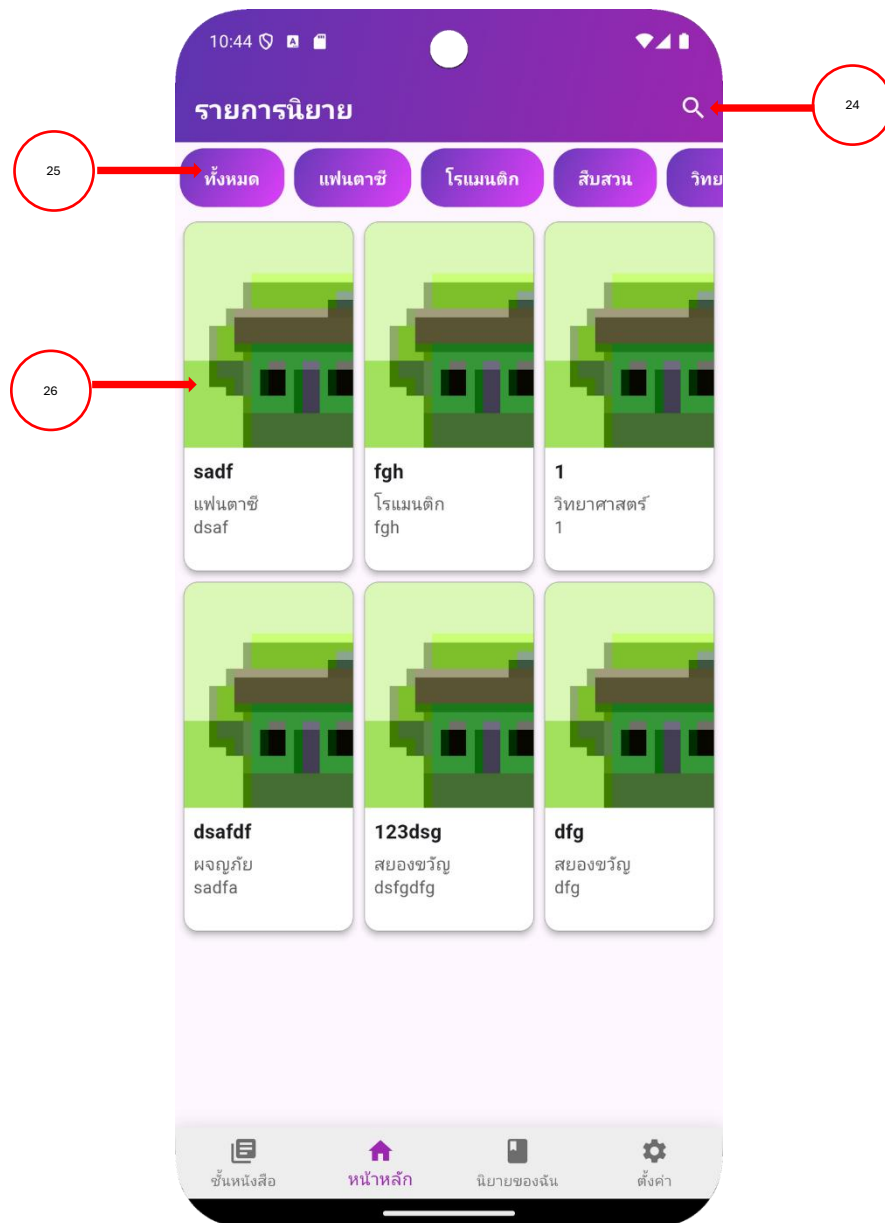 10:44
รายการนิยาย
24
25
ทั้งหมด แฟนตาซี โรแมนติก สืบสวน วิทย
26
sadf fgh 1
แฟนตาซี โรแมนติก วิทยาศาสตร์
dsaf fgh 1
dsafdf 123dsg dfg
ผจญภัย สยองขวัญ สยองขวัญ
sadfa dsfgdfg dfg
ชั้นหนังสือ หน้าหลัก นิยายของฉัน ตั้งค่า